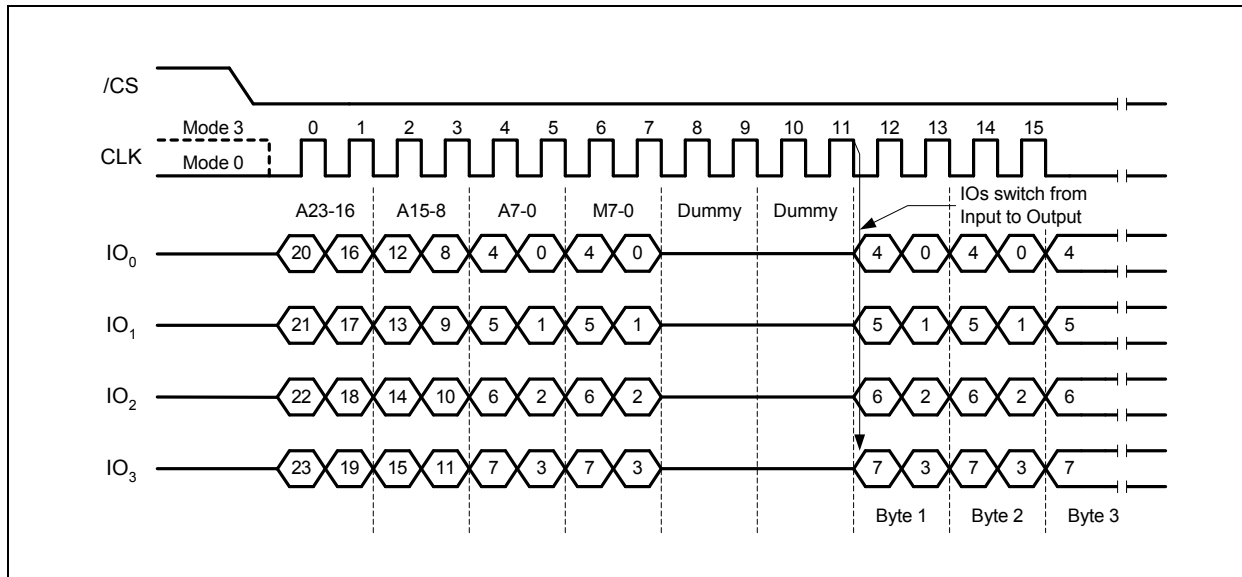 /CS
Mode 3 0 1 2 3 4 5 6 7 8 9 10 11 12 13 14 15
CLK
Mode 0
A23-16 A15-8 A7-0 M7-0 Dummy Dummy
IOs switch from
Input to Output
IO0 20 16 12 8 4 0 4 0 4 0 4 0 4
IO1 21 17 13 9 5 1 5 1 5 1 5 1 5
IO2 22 18 14 10 6 2 6 2 6 2 6 2 6
IO3 23 19 15 11 7 3 7 3 7 3 7 3 7
Byte 1 Byte 2 Byte 3